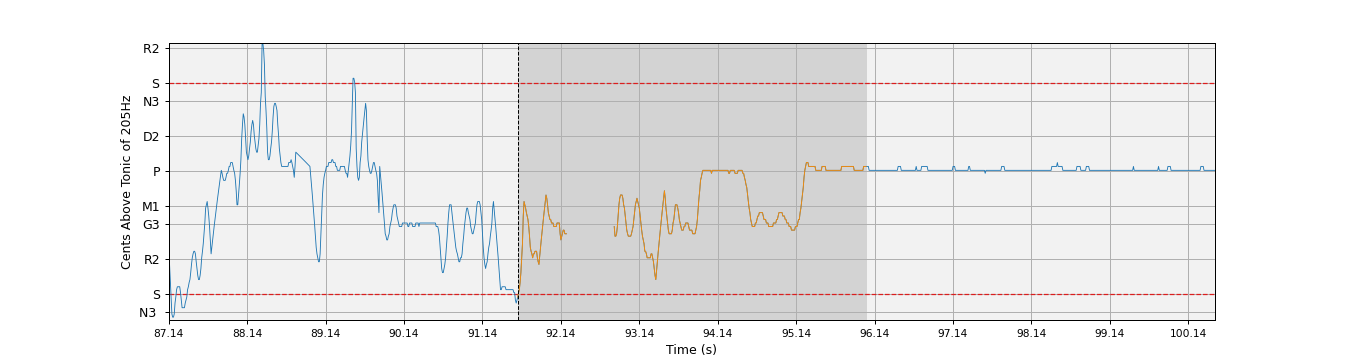 Cents Above Tonic of 205Hz
R2
S
N3
D2
P
M1
G3
R2
S
N3
87.14 88.14 89.14 90.14 91.14 92.14 93.14 94.14 95.14 96.14 97.14 98.14 99.14 100.14
Time (s)